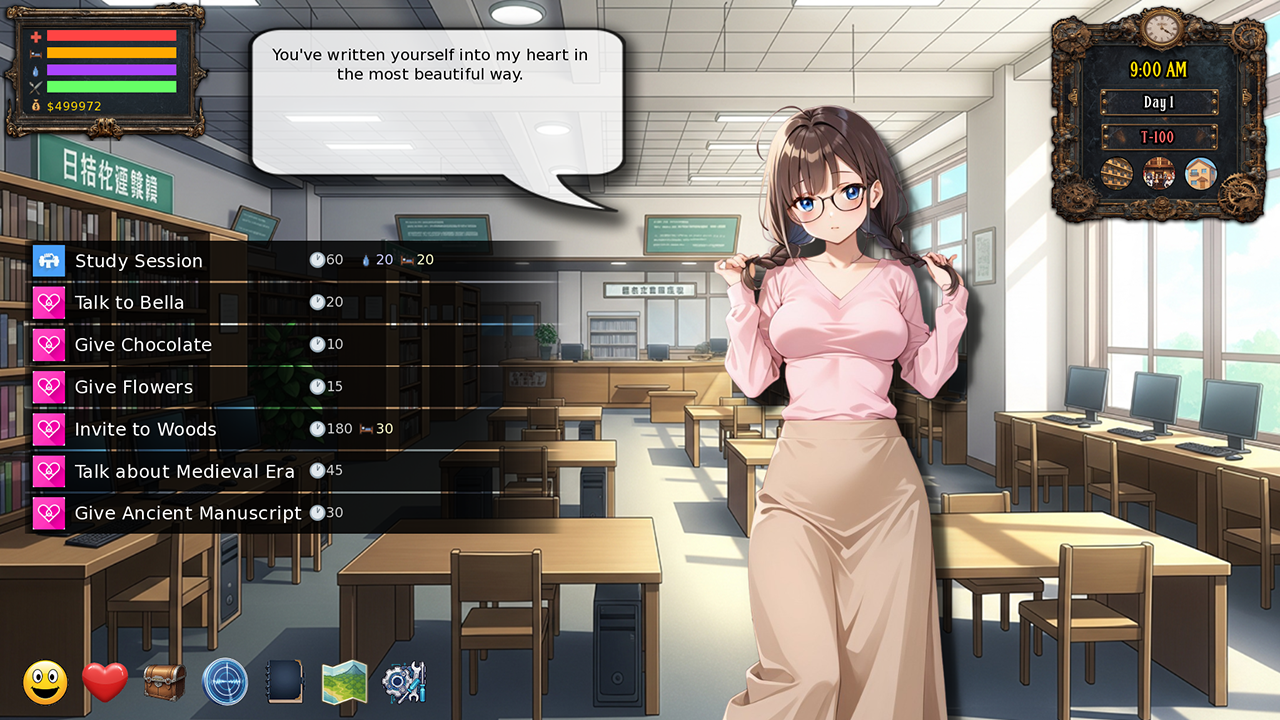 You've written yourself into my heart in
the most beautiful way.
$499972
9:00 AM
Day 1
T-100
Study Session 60 20 20
Talk to Bella 20
Give Chocolate 10
Give Flowers 15
Invite to Woods 180 30
Talk about Medieval Era 45
Give Ancient Manuscript 30